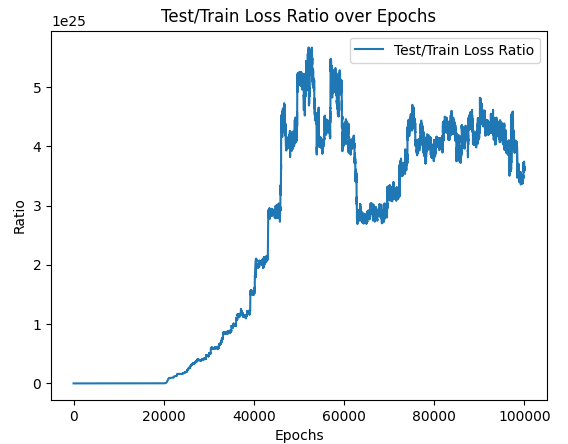 Test/Train Loss Ratio over Epochs
1e25
Test/Train Loss Ratio
5
4
3
2
1
0
Ratio
0 20000 40000 60000 80000 100000
Epochs